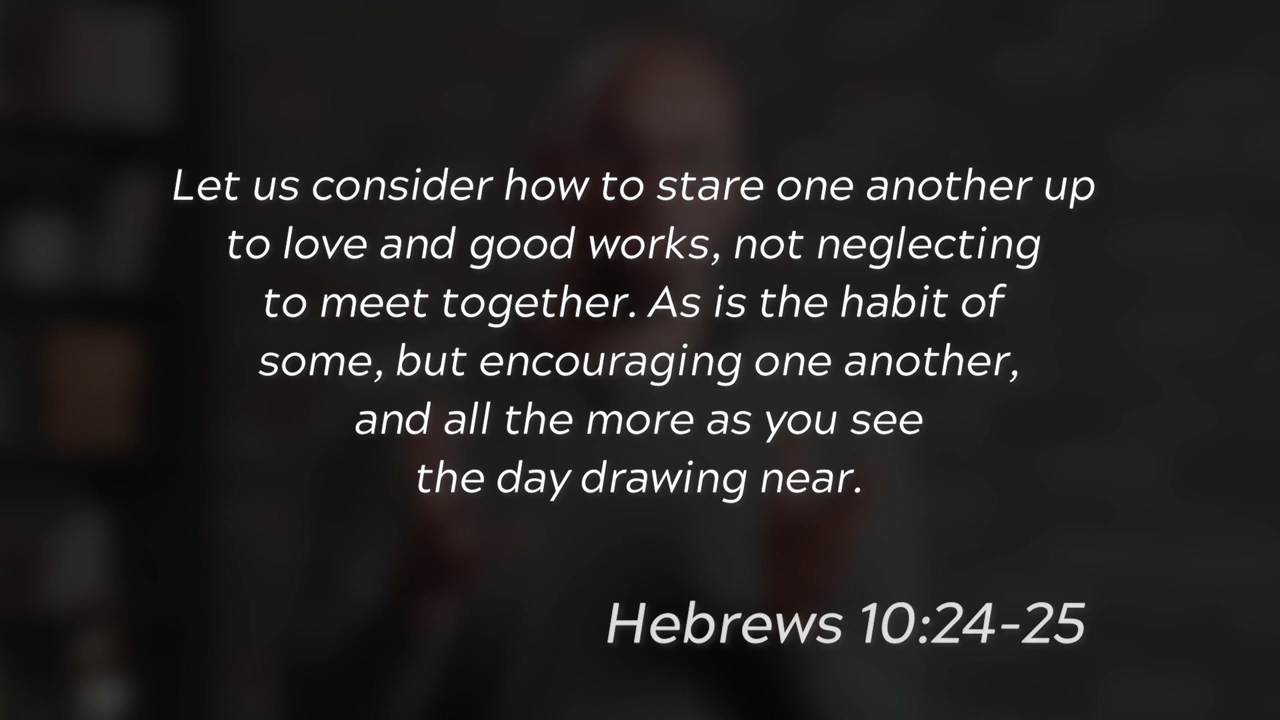 Let us consider how to stare one another up
to love and good works, not neglecting
to meet together. As is the habit of
some, but encouraging one another,
and all the more as you see
the day drawing near.
Hebrews 10:24-25